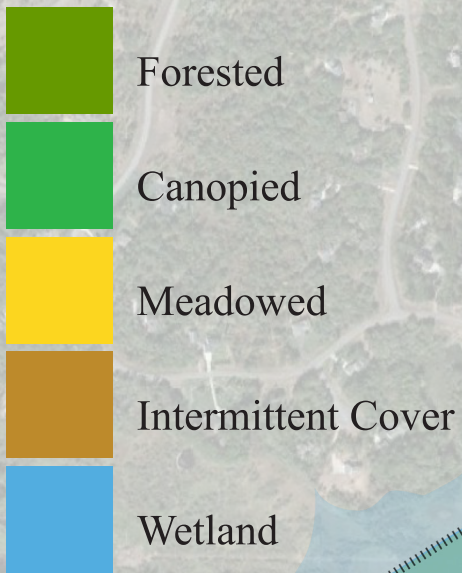 Forested
Canopied
Meadowed
Intermittent Cover
Wetland